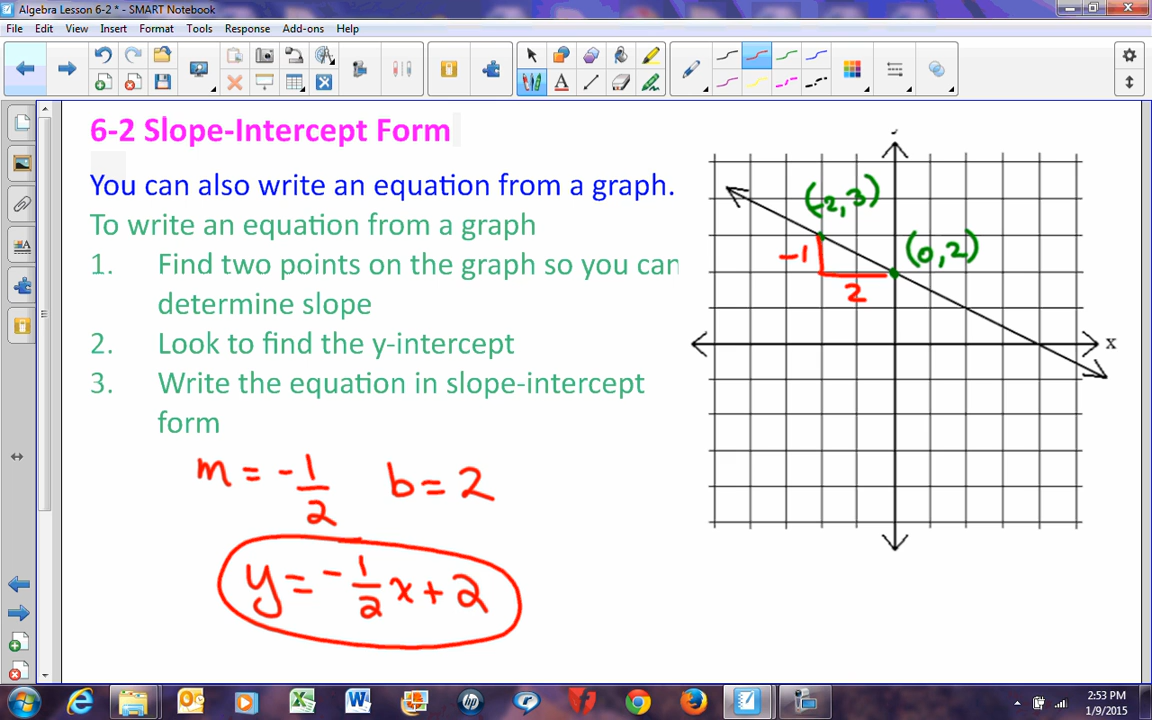 Algebra Lesson 6-2 * - SMART Notebook
File Edit View Insert Format Tools Response Add-ons Help
6-2 Slope-Intercept Form
You can also write an equation from a graph.
To write an equation from a graph
1. Find two points on the graph so you can
determine slope
2. Look to find the y-intercept
3. Write the equation in slope-intercept
form
m = -1/2 b = 2
y = -1/2 x + 2
(-2,3)
(0,2)
-1
2
x
2:53 PM
1/9/2015